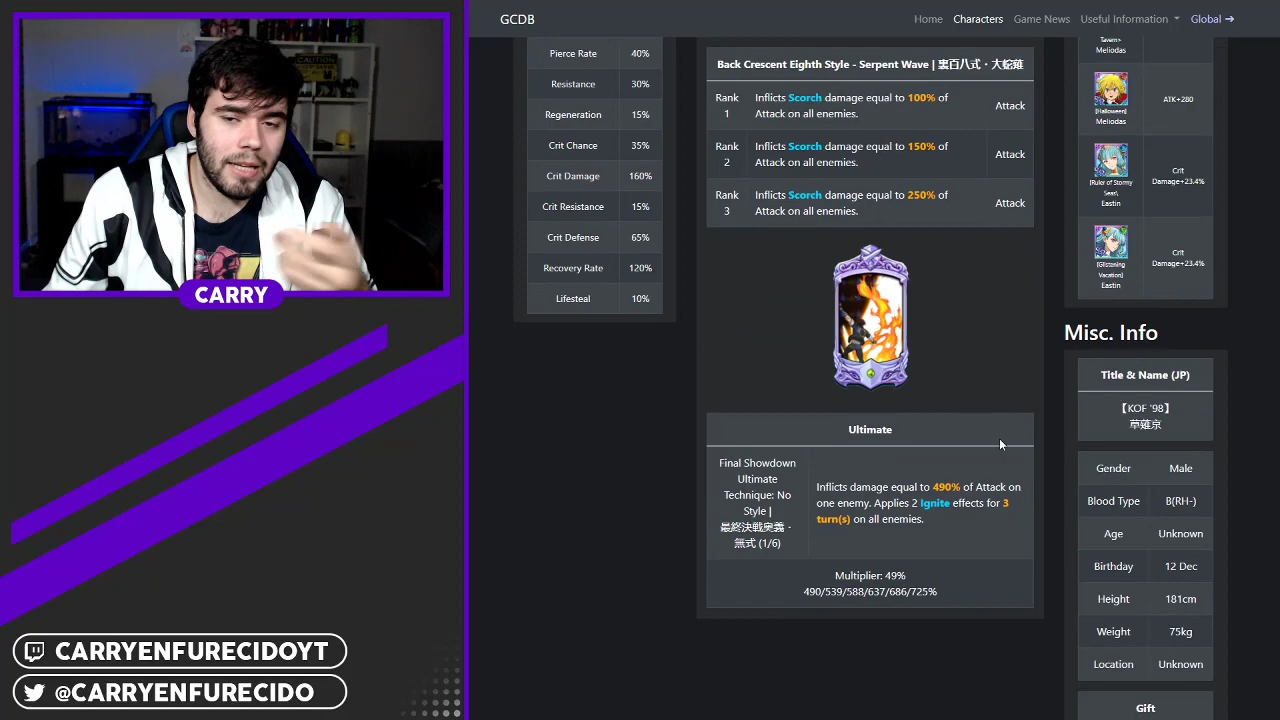 GCDB
Home Characters Game News Useful Information Global ➔
Pierce Rate 40%
Resistance 30%
Regeneration 15%
Crit Chance 35%
Crit Damage 160%
Crit Resistance 15%
Crit Defense 65%
Recovery Rate 120%
Lifesteal 10%
Back Crescent Eighth Style - Serpent Wave | 裏百八式・大蛇薙
Rank 1
Inflicts Scorch damage equal to 100% of
Attack on all enemies.
Attack
Rank 2
Inflicts Scorch damage equal to 150% of
Attack on all enemies.
Attack
Rank 3
Inflicts Scorch damage equal to 250% of
Attack on all enemies.
Attack
Ultimate
Final Showdown
Ultimate
Technique: No
Style |
最終決戦奥義・
無式 (1/6)
Inflicts damage equal to 490% of Attack on
one enemy. Applies 2 Ignite effects for 3
turn(s) on all enemies.
Multiplier: 49%
490/539/588/637/686/725%
Meliodas
[Halloween]
Meliodas
ATK+280
[Ruler of Stormy
Seas]
Eastin
Crit
Damage+23.4%
[Glistening
Vacation]
Eastin
Crit
Damage+23.4%
Misc. Info
Title & Name (JP)
【KOF '98】
草薙京
Gender Male
Blood Type B(RH-)
Age Unknown
Birthday 12 Dec
Height 181cm
Weight 75kg
Location Unknown
Gift
CAUTION
CARRY
CARRYENFURECIDOYT
@CARRYENFURECIDO